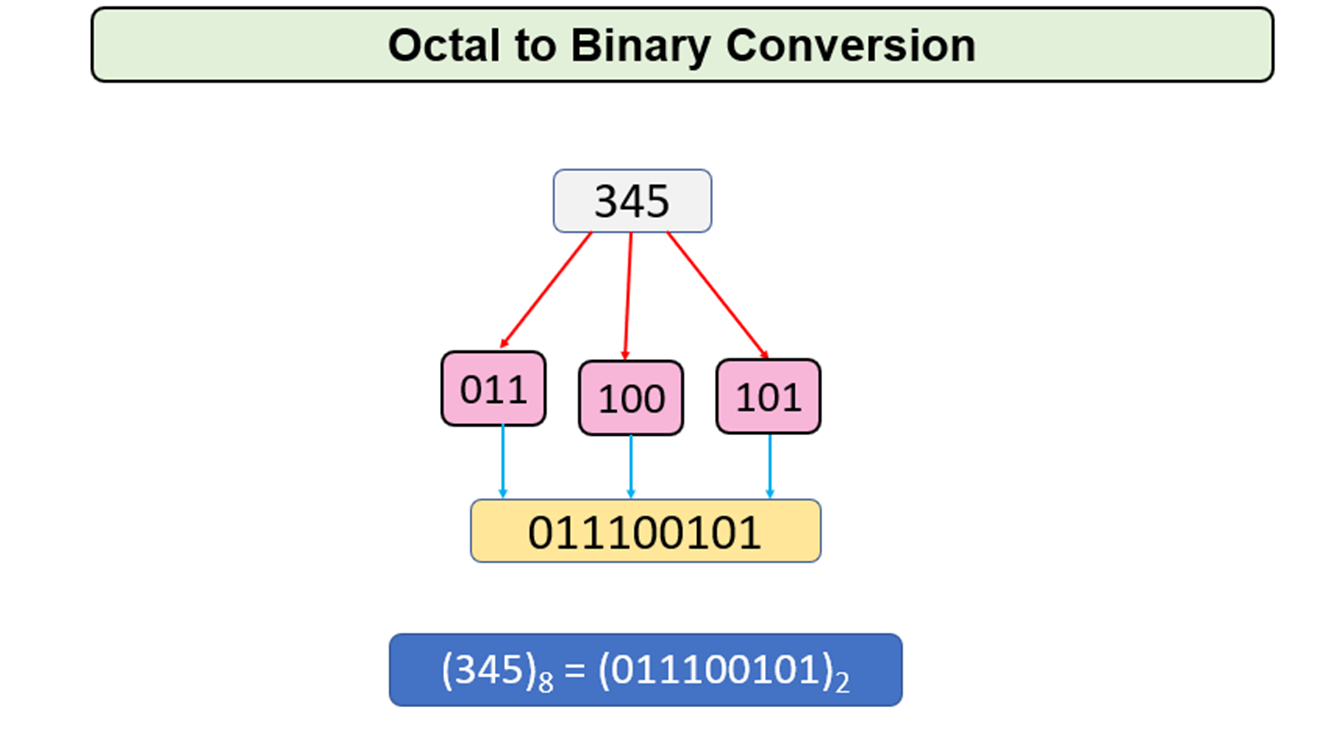 Octal to Binary Conversion
345
011 100 101
011100101
(345)₈ = (011100101)₂